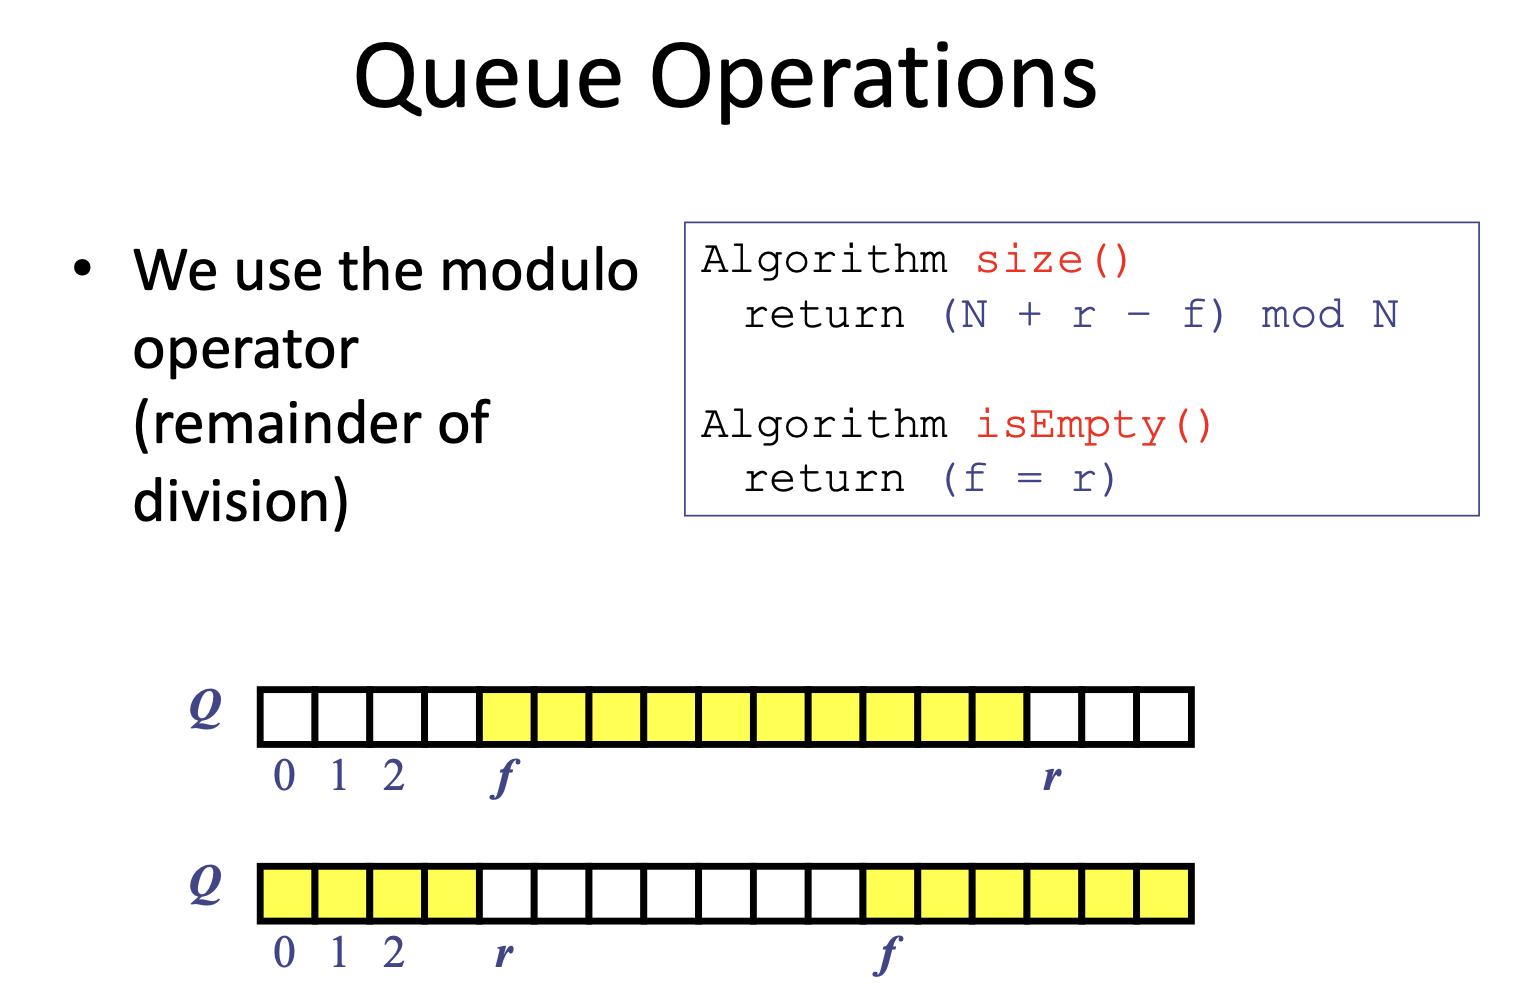 Queue Operations
• We use the modulo
operator
(remainder of
division)
Algorithm size()
return (N + r − f) mod N
Algorithm isEmpty()
return (f = r)
Q
0 1 2 f r
Q
0 1 2 r f